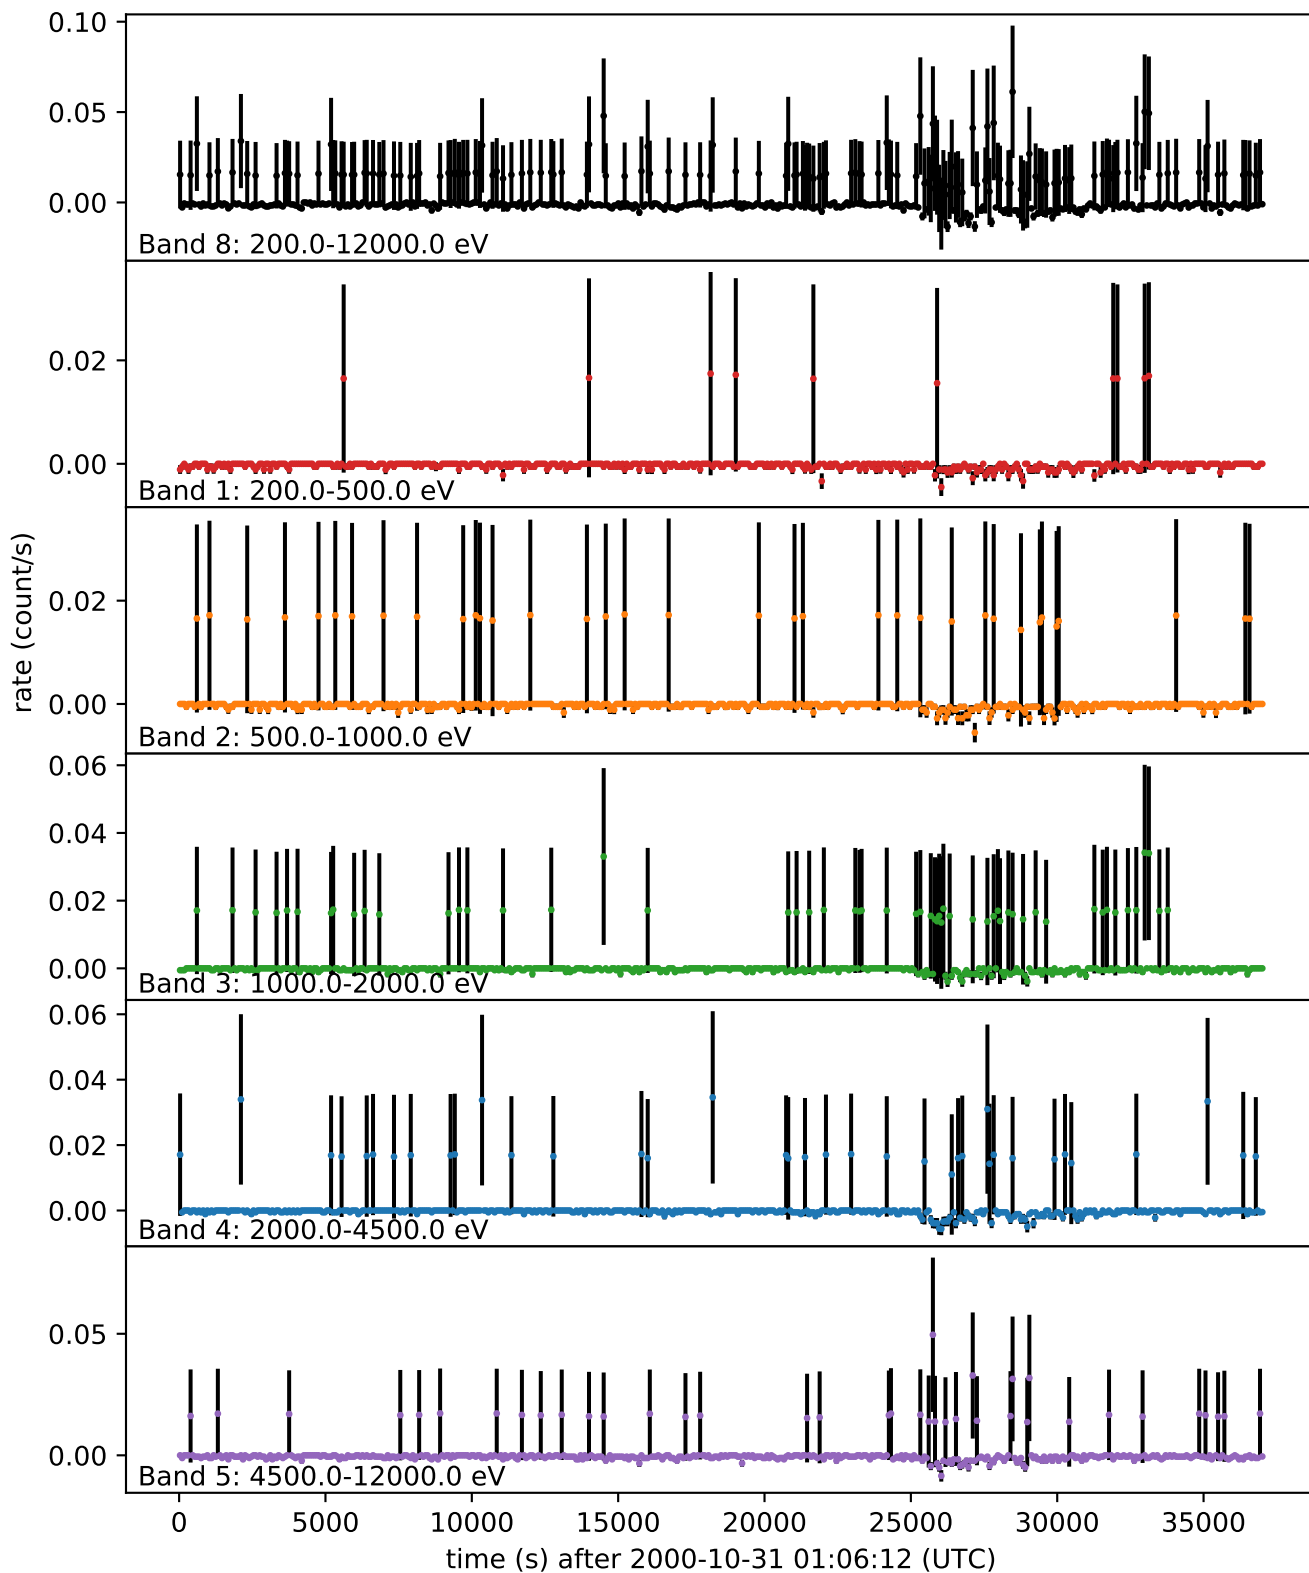 0.10
0.05
0.00
Band 8: 200.0-12000.0 eV
0.02
0.00
Band 1: 200.0-500.0 eV
0.02
0.00
Band 2: 500.0-1000.0 eV
rate (count/s)
0.06
0.04
0.02
0.00
Band 3: 1000.0-2000.0 eV
0.06
0.04
0.02
0.00
Band 4: 2000.0-4500.0 eV
0.05
0.00
Band 5: 4500.0-12000.0 eV
0 5000 10000 15000 20000 25000 30000 35000
time (s) after 2000-10-31 01:06:12 (UTC)